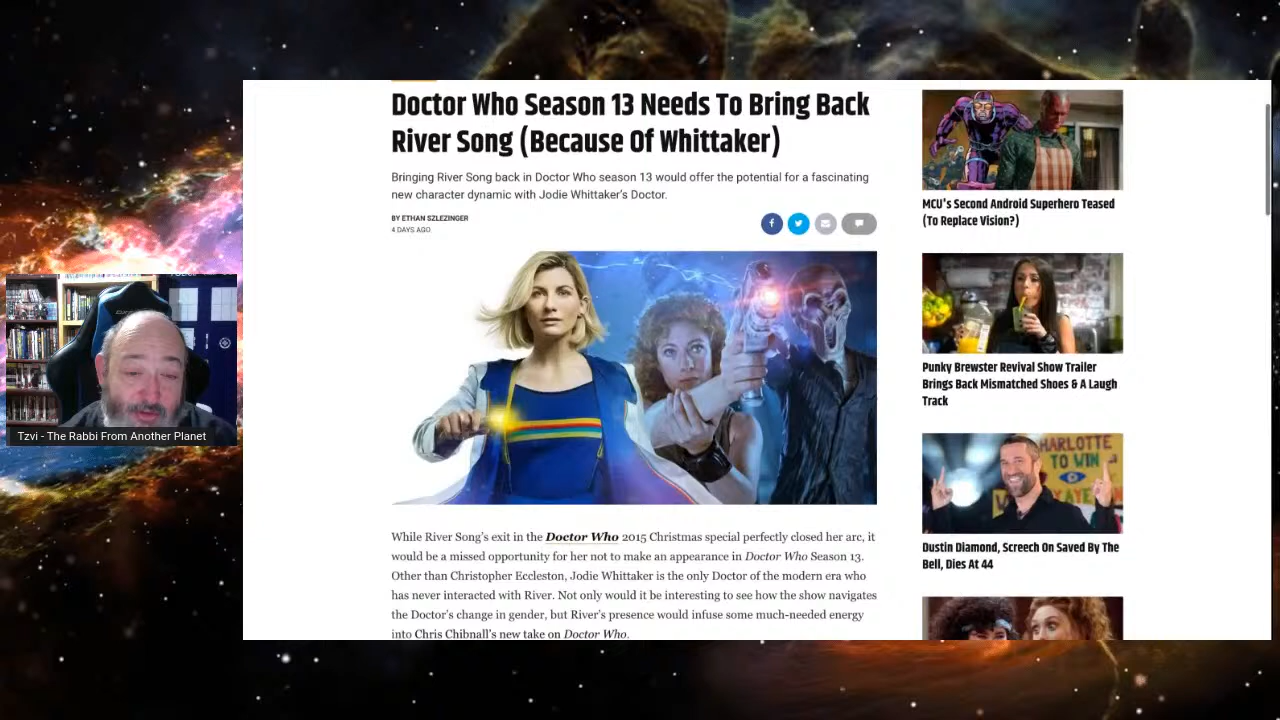 Doctor Who Season 13 Needs To Bring Back
River Song (Because Of Whittaker)
Bringing River Song back in Doctor Who season 13 would offer the potential for a fascinating
new character dynamic with Jodie Whittaker's Doctor.
BY ETHAN SZLEZINGER
4 DAYS AGO
While River Song's exit in the Doctor Who 2015 Christmas special perfectly closed her arc, it
would be a missed opportunity for her not to make an appearance in Doctor Who Season 13.
Other than Christopher Eccleston, Jodie Whittaker is the only Doctor of the modern era who
has never interacted with River. Not only would it be interesting to see how the show navigates
the Doctor's change in gender, but River's presence would infuse some much-needed energy
into Chris Chibnall's new take on Doctor Who.
MCU's Second Android Superhero Teased
(To Replace Vision?)
Punky Brewster Revival Show Trailer
Brings Back Mismatched Shoes & A Laugh
Track
HARLOTTE
TO WIN
Dustin Diamond, Screech On Saved By The
Bell, Dies At 44
Tzvi - The Rabbi From Another Planet